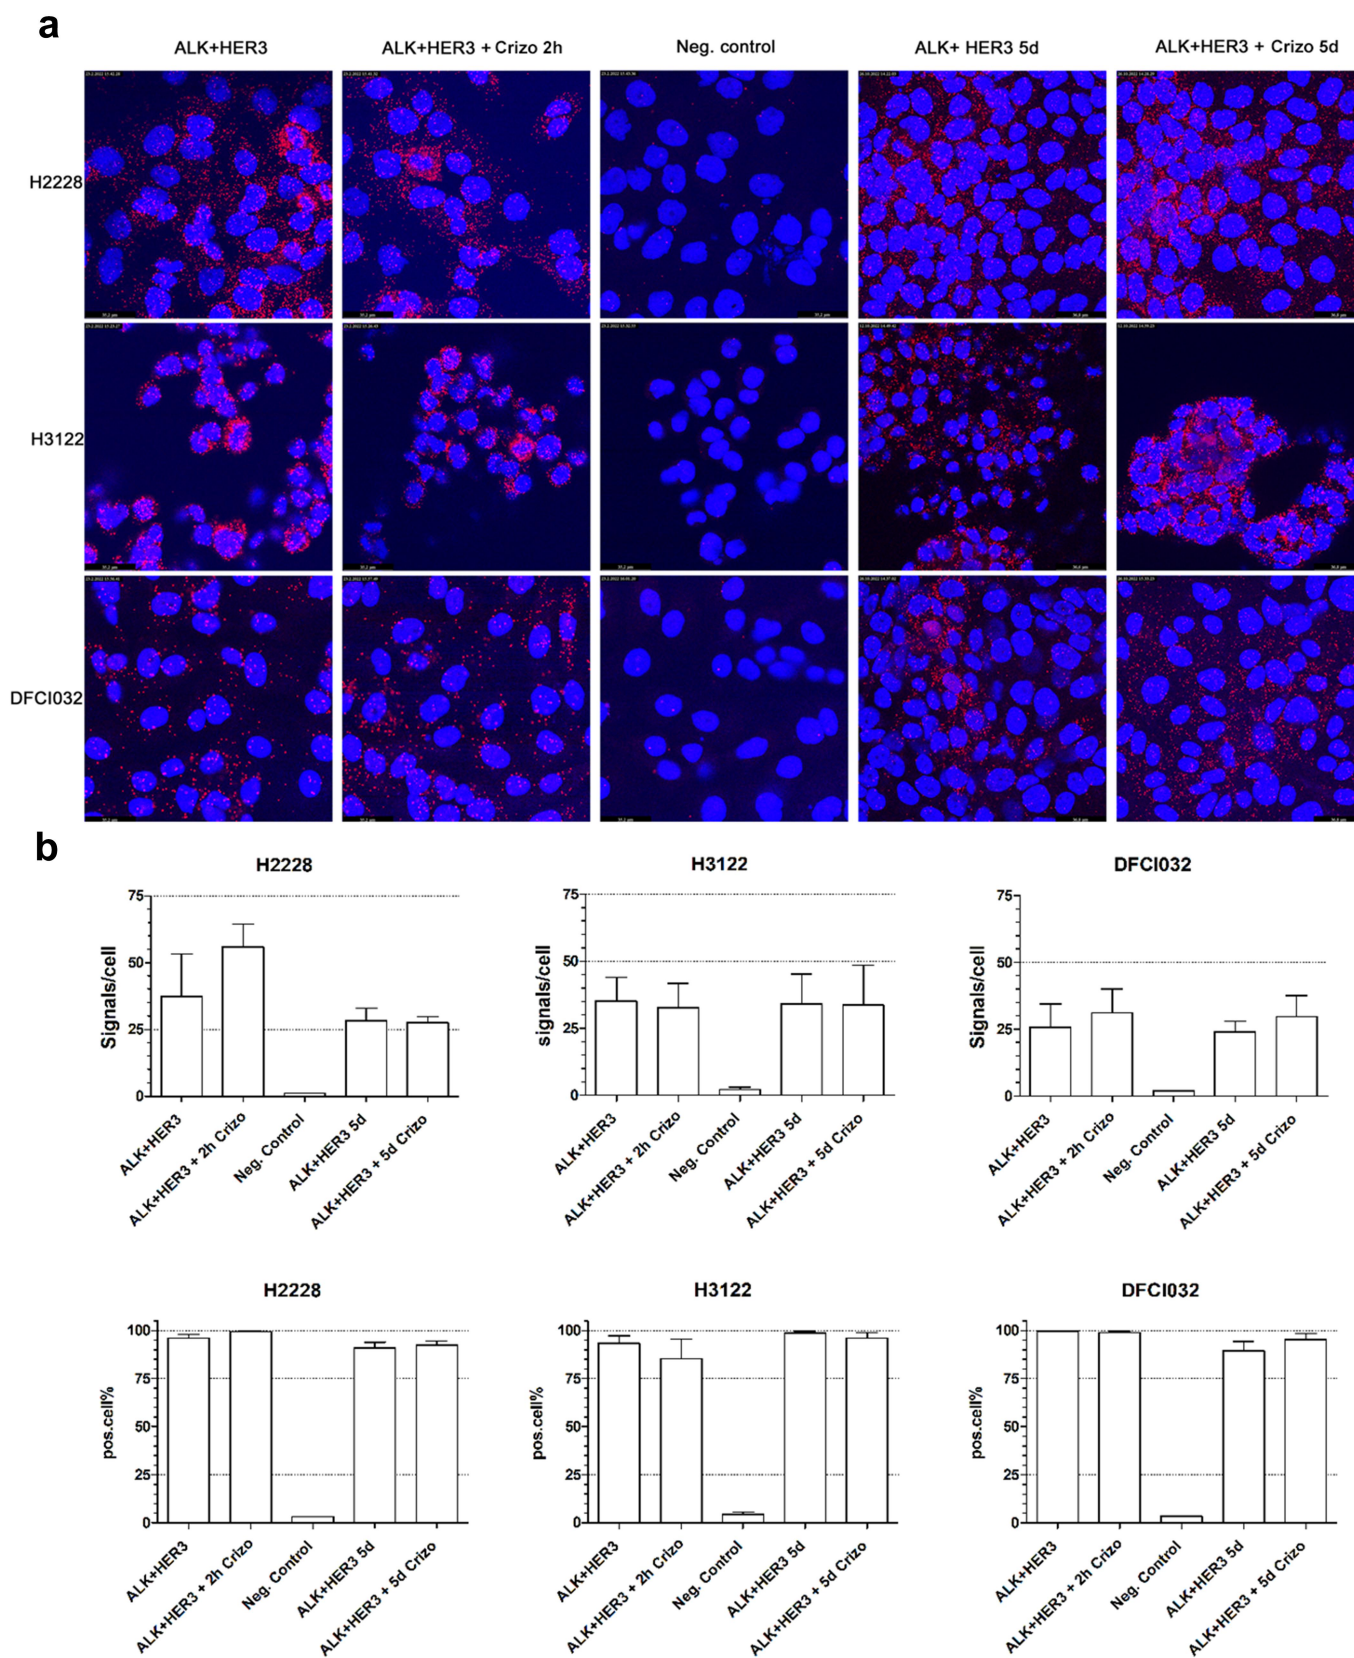 a
ALK+HER3
ALK+HER3 + Crizo 2h
Neg. control
ALK+ HER3 5d
ALK+HER3 + Crizo 5d
H2228
H3122
DFCI032
b
H2228
H3122
DFCI032
Signals/cell
75
50
25
0
ALK+HER3
ALK+HER3 + 2h Crizo
Neg. Control
ALK+HER3 5d
ALK+HER3 + 5d Crizo
signals/cell
75
50
25
0
ALK+HER3
ALK+HER3 + 2h Crizo
Neg. Control
ALK+HER3 5d
ALK+HER3 + 5d Crizo
Signals/cell
75
50
25
0
ALK+HER3
ALK+HER3 + 2h Crizo
Neg. Control
ALK+HER3 5d
ALK+HER3 + 5d Crizo
H2228
H3122
DFCI032
pos.cell%
100
75
50
25
0
ALK+HER3
ALK+HER3 + 2h Crizo
Neg. Control
ALK+HER3 5d
ALK+HER3 + 5d Crizo
pos.cell%
100
75
50
25
0
ALK+HER3
ALK+HER3 + 2h Crizo
Neg. Control
ALK+HER3 5d
ALK+HER3 + 5d Crizo
pos.cell%
100
75
50
25
0
ALK+HER3
ALK+HER3 + 2h Crizo
Neg. Control
ALK+HER3 5d
ALK+HER3 + 5d Crizo